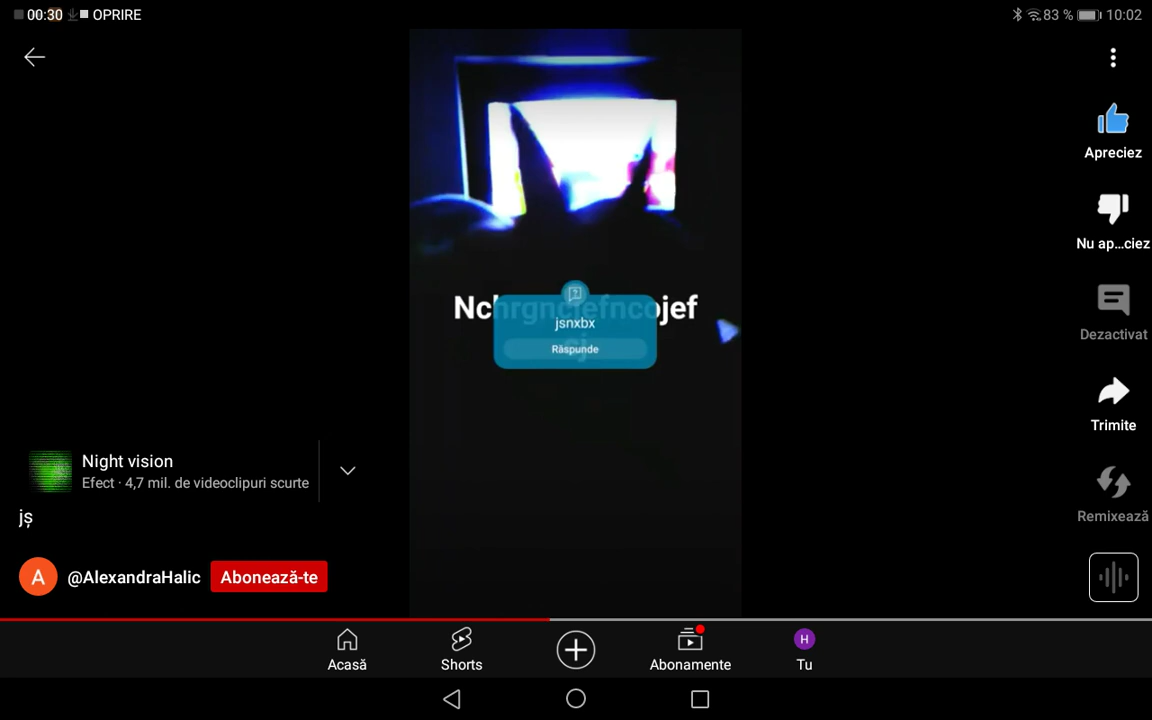 00:30 OPRIRE
83 % 10:02
Apreciez
Nu ap...ciez
Dezactivat
Trimite
Remixează
jsnxbx
Răspunde
Night vision
Efect · 4,7 mil. de videoclipuri scurte
jș
A @AlexandraHalic Abonează-te
Acasă
Shorts
Abonamente
H
Tu